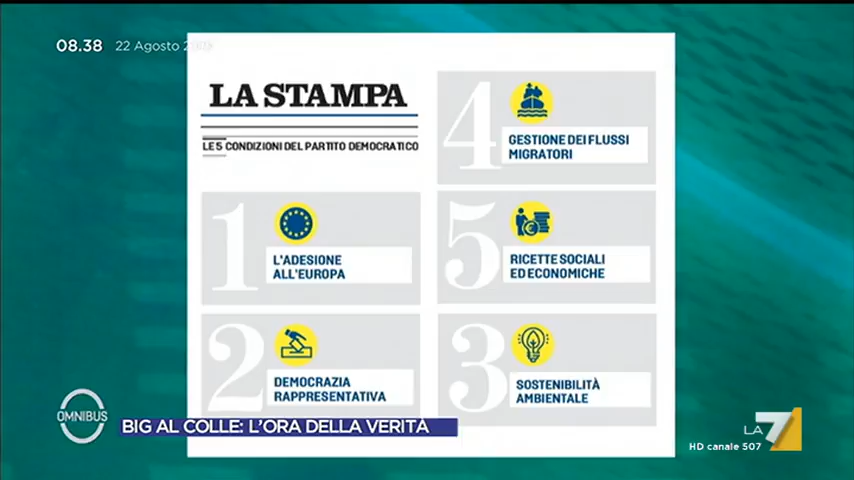 08.38 22 Agosto
LA STAMPA
LE 5 CONDIZIONI DEL PARTITO DEMOCRATICO
1
L'ADESIONE
ALL'EUROPA
2
DEMOCRAZIA
RAPPRESENTATIVA
4
GESTIONE DEI FLUSSI
MIGRATORI
5
RICETTE SOCIALI
ED ECONOMICHE
3
SOSTENIBILITÀ
AMBIENTALE
OMNIBUS
BIG AL COLLE: L'ORA DELLA VERITÀ
LA 7
HD canale 507